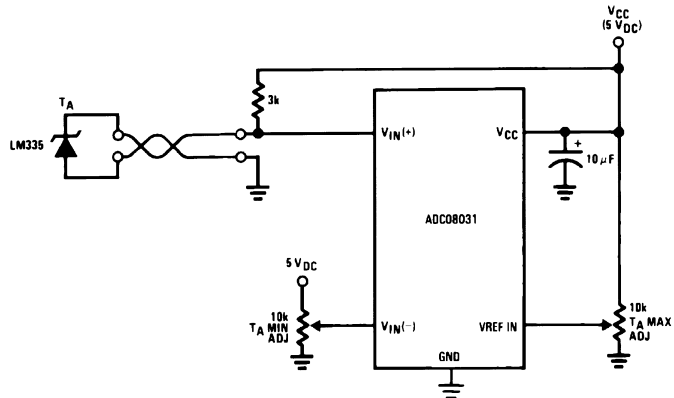 VCC
(5 VDC)
TA
3k
LM335
VIN(+)
VCC
+
10 µF
ADC08031
5 VDC
10k
TA MIN
ADJ
VIN(−)
VREF IN
10k
TA MAX
ADJ
GND